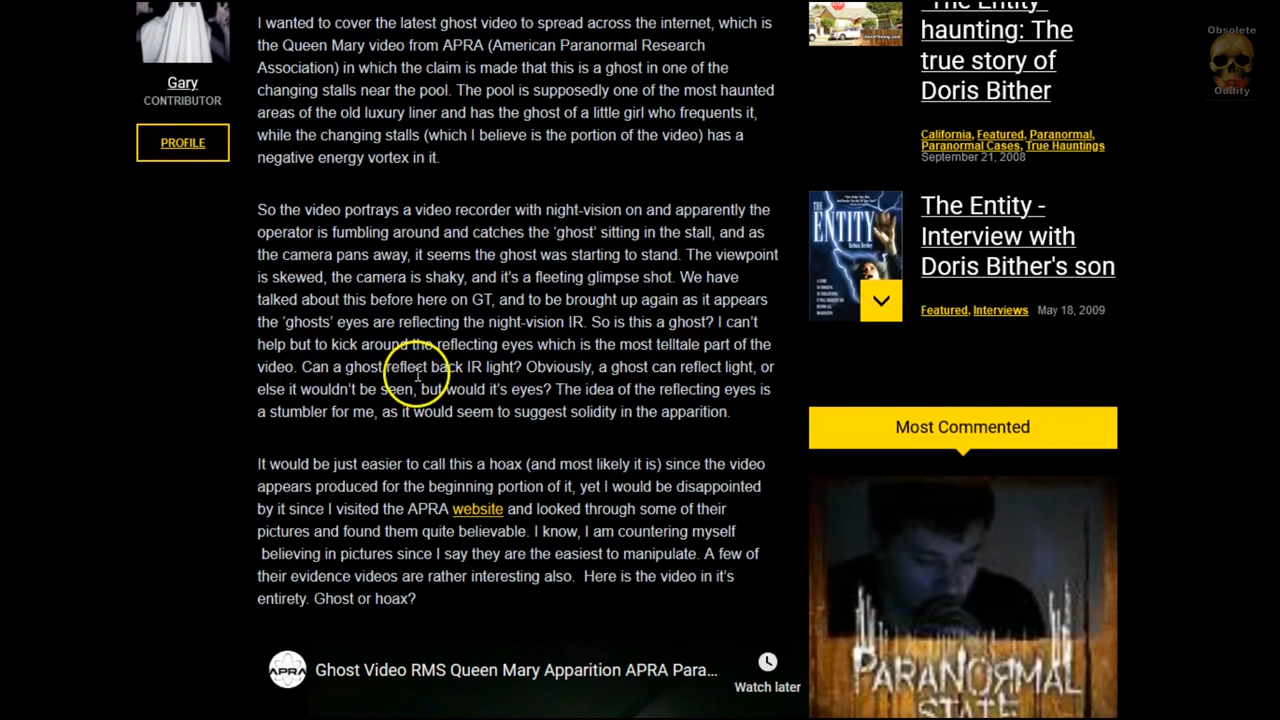 Gary
CONTRIBUTOR
PROFILE
I wanted to cover the latest ghost video to spread across the internet, which is
the Queen Mary video from APRA (American Paranormal Research
Association) in which the claim is made that this is a ghost in one of the
changing stalls near the pool. The pool is supposedly one of the most haunted
areas of the old luxury liner and has the ghost of a little girl who frequents it,
while the changing stalls (which I believe is the portion of the video) has a
negative energy vortex in it.
So the video portrays a video recorder with night-vision on and apparently the
operator is fumbling around and catches the ‘ghost’ sitting in the stall, and as
the camera pans away, it seems the ghost was starting to stand. The viewpoint
is skewed, the camera is shaky, and it's a fleeting glimpse shot. We have
talked about this before here on GT, and to be brought up again as it appears
the ‘ghosts’ eyes are reflecting the night-vision IR. So is this a ghost? I can’t
help but to kick around the reflecting eyes which is the most telltale part of the
video. Can a ghost reflect back IR light? Obviously, a ghost can reflect light, or
else it wouldn’t be seen, but would it’s eyes? The idea of the reflecting eyes is
a stumbler for me, as it would seem to suggest solidity in the apparition.
It would be just easier to call this a hoax (and most likely it is) since the video
appears produced for the beginning portion of it, yet I would be disappointed
by it since I visited the APRA website and looked through some of their
pictures and found them quite believable. I know, I am countering myself
believing in pictures since I say they are the easiest to manipulate. A few of
their evidence videos are rather interesting also.  Here is the video in it’s
entirety. Ghost or hoax?
APRA
Ghost Video RMS Queen Mary Apparition APRA Para...
Watch later
"The Entity"
haunting: The
true story of
Doris Bither
California, Featured, Paranormal,
Paranormal Cases, True Hauntings
September 21, 2008
THE
ENTITY
The Entity -
Interview with
Doris Bither's son
Featured, Interviews May 18, 2009
Most Commented
PARANORMAL
STATE
Obsolete
Oddity